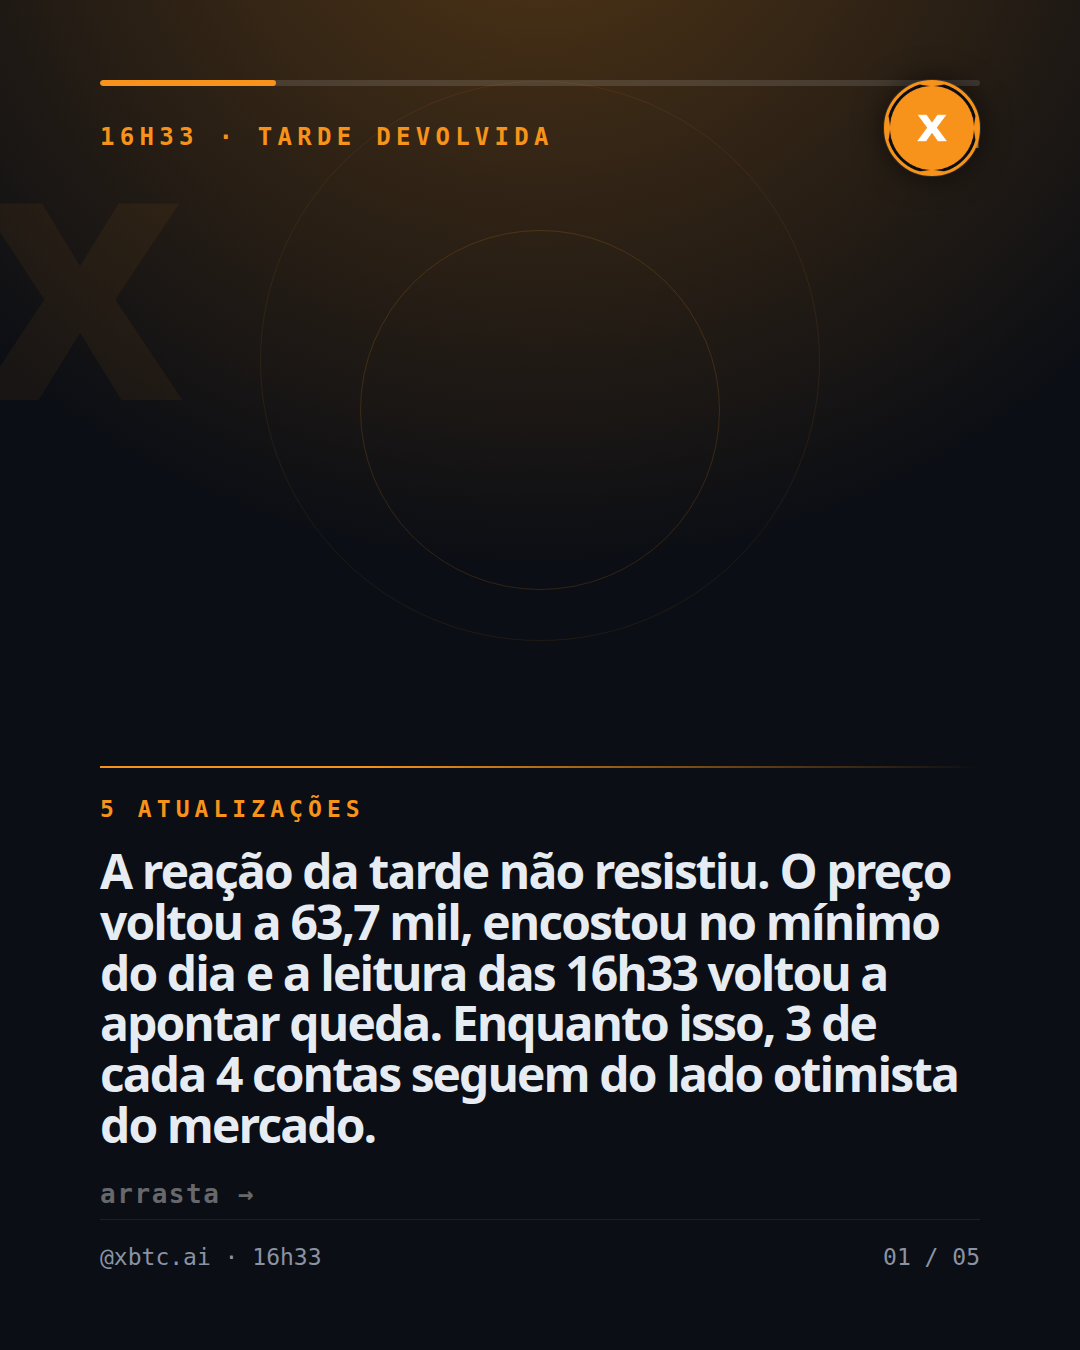 16H33 · TARDE DEVOLVIDA
x
x
5 ATUALIZAÇÕES
A reação da tarde não resistiu. O preço
voltou a 63,7 mil, encostou no mínimo
do dia e a leitura das 16h33 voltou a
apontar queda. Enquanto isso, 3 de
cada 4 contas seguem do lado otimista
do mercado.
arrasta →
@xbtc.ai · 16h33
01 / 05